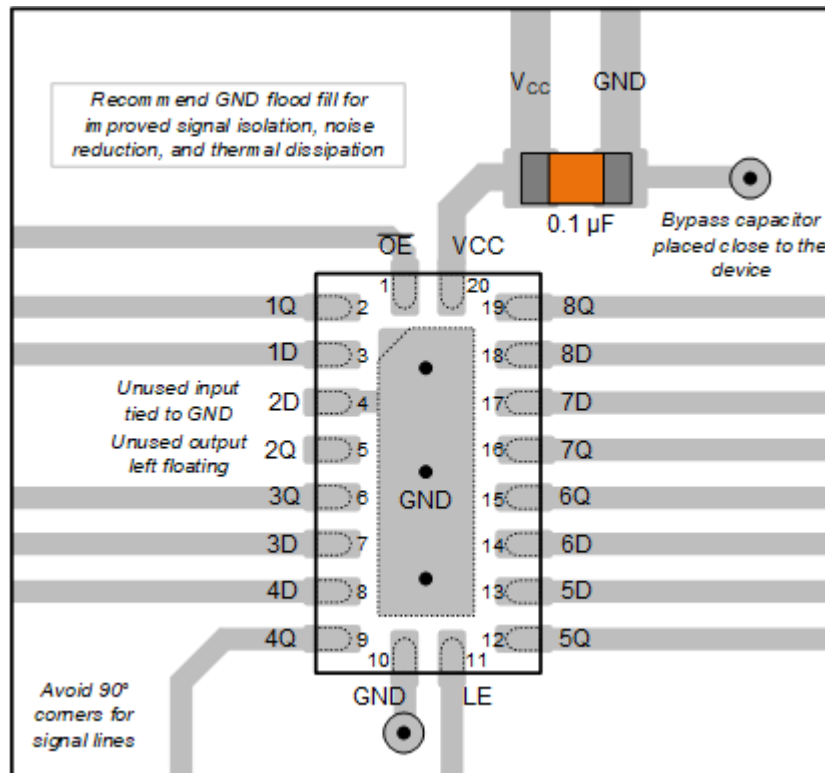 V_CC GND
Recommend GND flood fill for
improved signal isolation, noise
reduction, and thermal dissipation
0.1 µF
Bypass capacitor
placed close to the
device
O̅E̅ VCC
1 20
1Q 2 19 8Q
1D 3 18 8D
Unused input
tied to GND
2D 4 17 7D
Unused output
left floating
2Q 5 16 7Q
3Q 6 GND 15 6Q
3D 7 14 6D
4D 8 13 5D
4Q 9 12 5Q
10 11
GND LE
Avoid 90°
corners for
signal lines